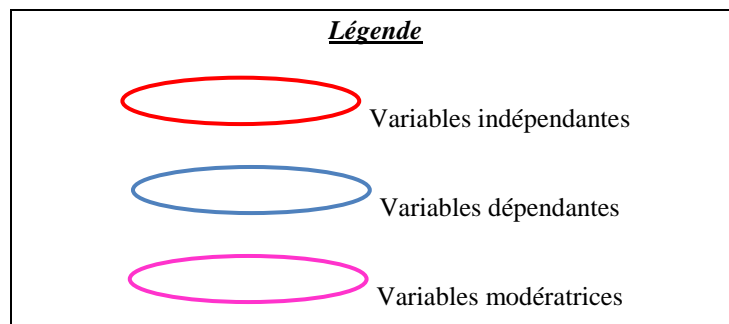 Légende
Variables indépendantes
Variables dépendantes
Variables modératrices